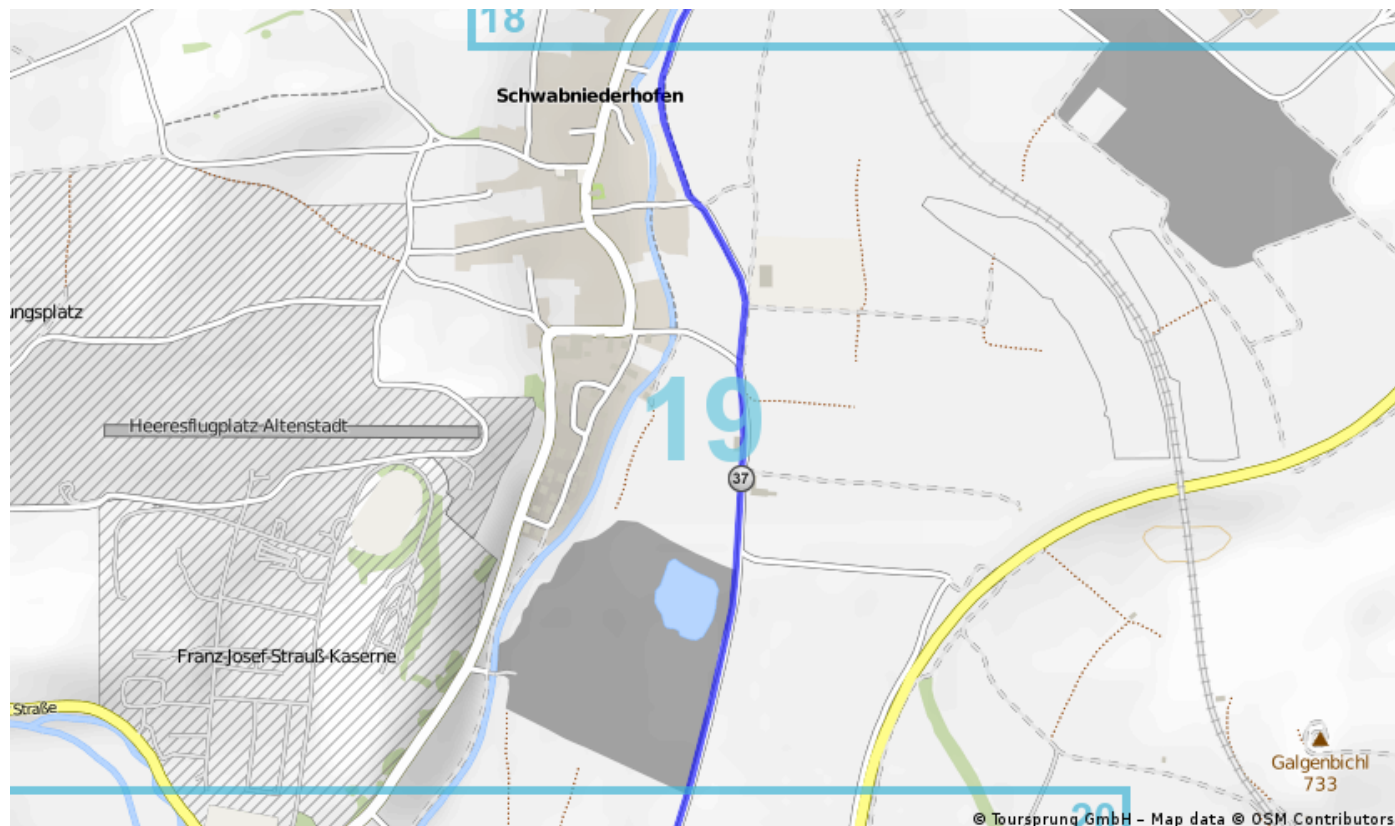 18
Schwabniederhofen
ungsplatz
Heeresflugplatz Altenstadt
19
37
Franz-Josef-Strauß-Kaserne
Straße
Galgenbichl
733
20
© Toursprung GmbH – Map data © OSM Contributors